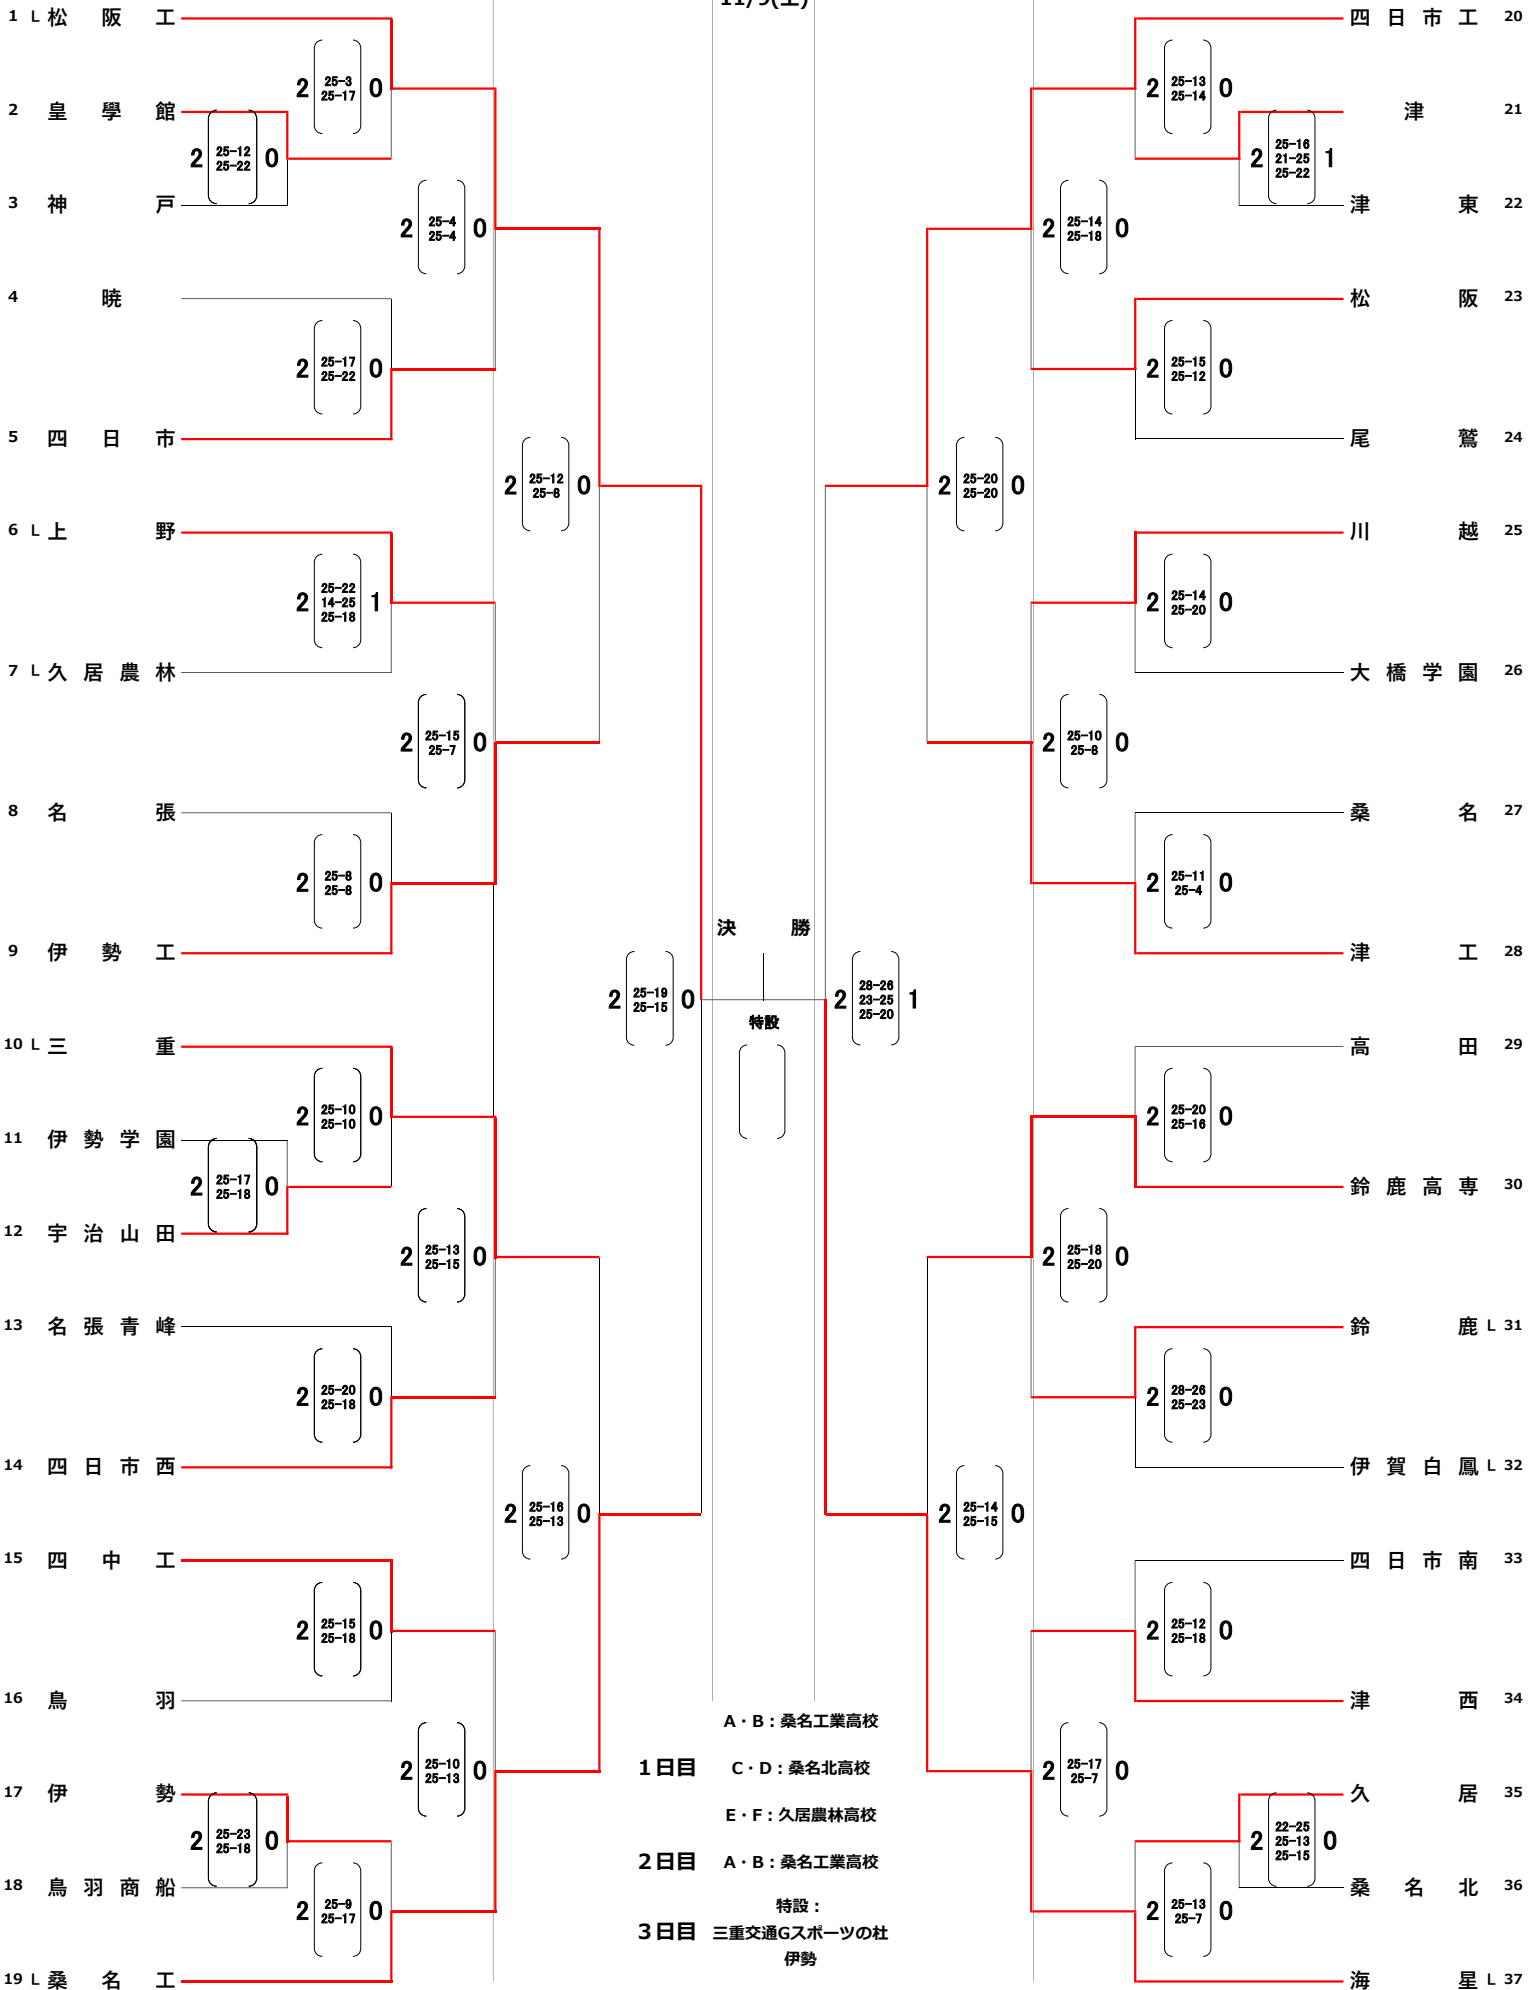 11/9(土)
1 L 松阪工
2 25-3 25-17 0
2 皇學館
2 25-12 25-22 0
3 神戸
2 25-4 25-4 0
4 暁
2 25-17 25-22 0
5 四日市
2 25-12 25-8 0
6 L 上野
2 25-22 14-25 25-18 1
7 L 久居農林
2 25-15 25-7 0
8 名張
2 25-8 25-8 0
9 伊勢工
2 25-19 25-15 0
10 L 三重
2 25-10 25-10 0
11 伊勢学園
2 25-17 25-18 0
12 宇治山田
2 25-13 25-15 0
13 名張青峰
2 25-20 25-18 0
14 四日市西
2 25-16 25-13 0
15 四中工
2 25-15 25-18 0
16 鳥羽
2 25-10 25-13 0
17 伊勢
2 25-23 25-18 0
18 鳥羽商船
2 25-9 25-17 0
19 L 桑名工
決勝
特設
四日市工 20
2 25-13 25-14 0
津 21
2 25-16 21-25 25-22 1
津東 22
2 25-14 25-18 0
松阪 23
2 25-15 25-12 0
尾鷲 24
2 25-20 25-20 0
川越 25
2 25-14 25-20 0
大橋学園 26
2 25-10 25-8 0
桑名 27
2 25-11 25-4 0
津工 28
2 28-26 23-25 25-20 1
高田 29
2 25-20 25-16 0
鈴鹿高専 30
2 25-18 25-20 0
鈴鹿 L 31
2 28-26 25-23 0
伊賀白鳳 L 32
2 25-14 25-15 0
四日市南 33
2 25-12 25-18 0
津西 34
2 25-17 25-7 0
久居 35
2 22-25 25-13 25-15 0
桑名北 36
2 25-13 25-7 0
海星 L 37
A・B：桑名工業高校
1日目 C・D：桑名北高校
E・F：久居農林高校
2日目 A・B：桑名工業高校
特設：
3日目 三重交通Gスポーツの杜
伊勢